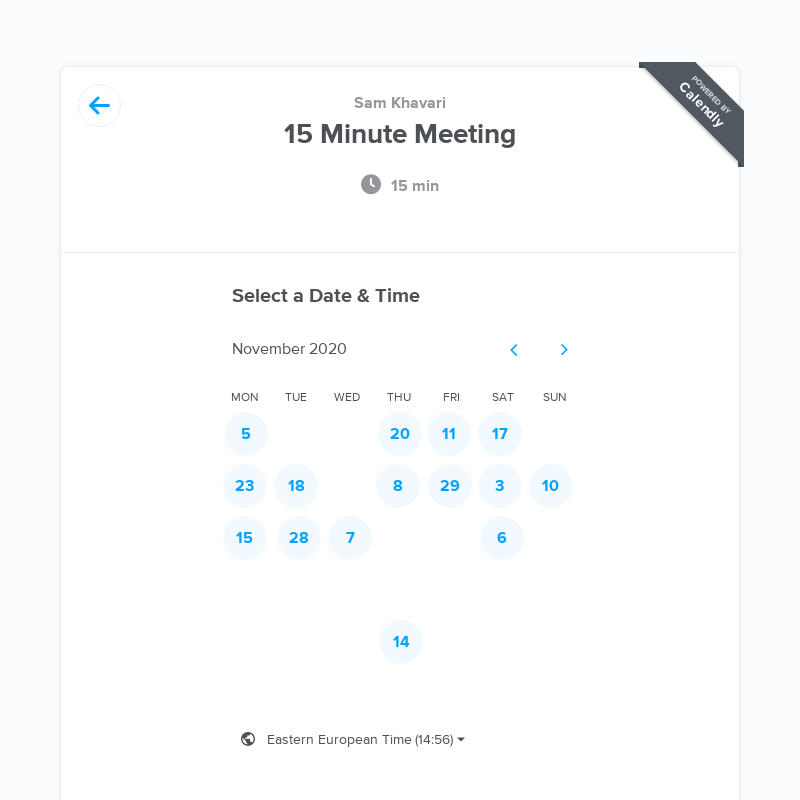 POWERED BY
Calendly
Sam Khavari
15 Minute Meeting
15 min
Select a Date & Time
November 2020
MON TUE WED THU FRI SAT SUN
5 20 11 17
23 18 8 29 3 10
15 28 7 6
14
Eastern European Time (14:56)